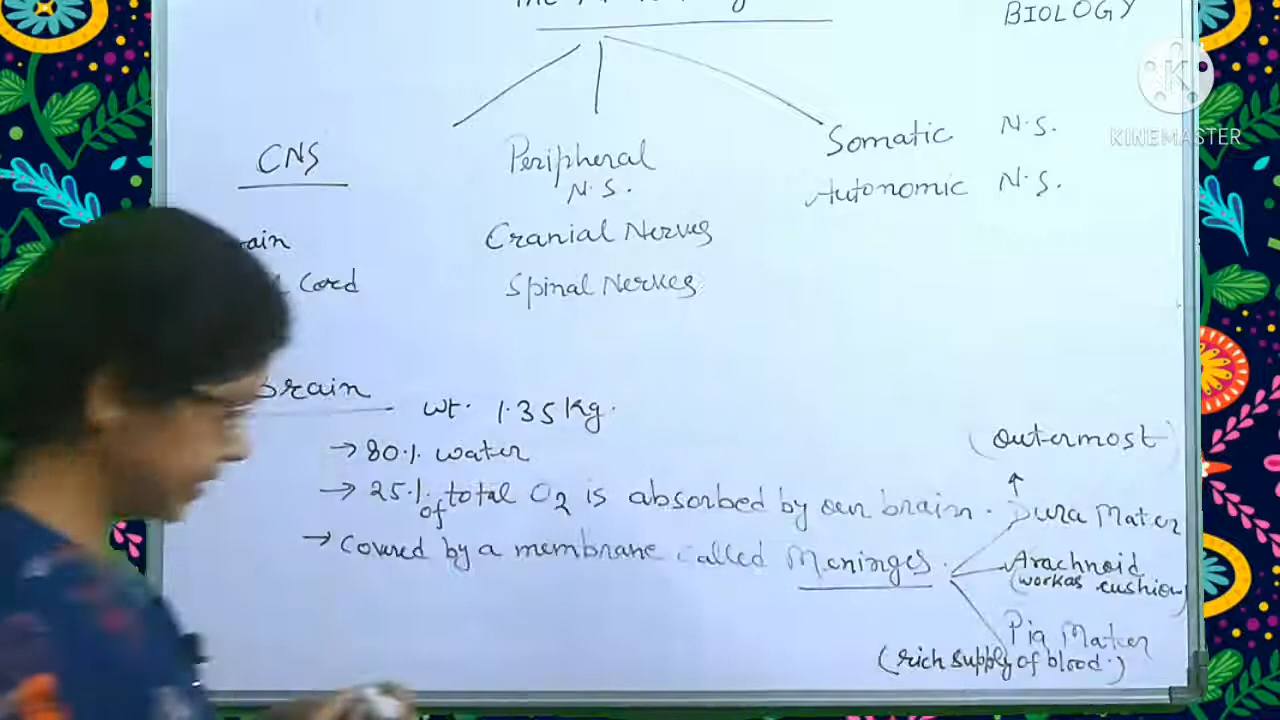 BIOLOGY
KINEMASTER
CNS
Peripheral
N.S.
Somatic N.S.
Autonomic N.S.
Cranial Nerves
Cord
Spinal Nerves
Brain
wt. 1.35 Kg.
→ 80% water
→ 25% of total O2 is absorbed by our brain.
→ Covered by a membrane called Meninges.
(outermost)
↑
Dura Mater
Arachnoid
(work as cushion)
Pia Mater
(rich supply of blood.)